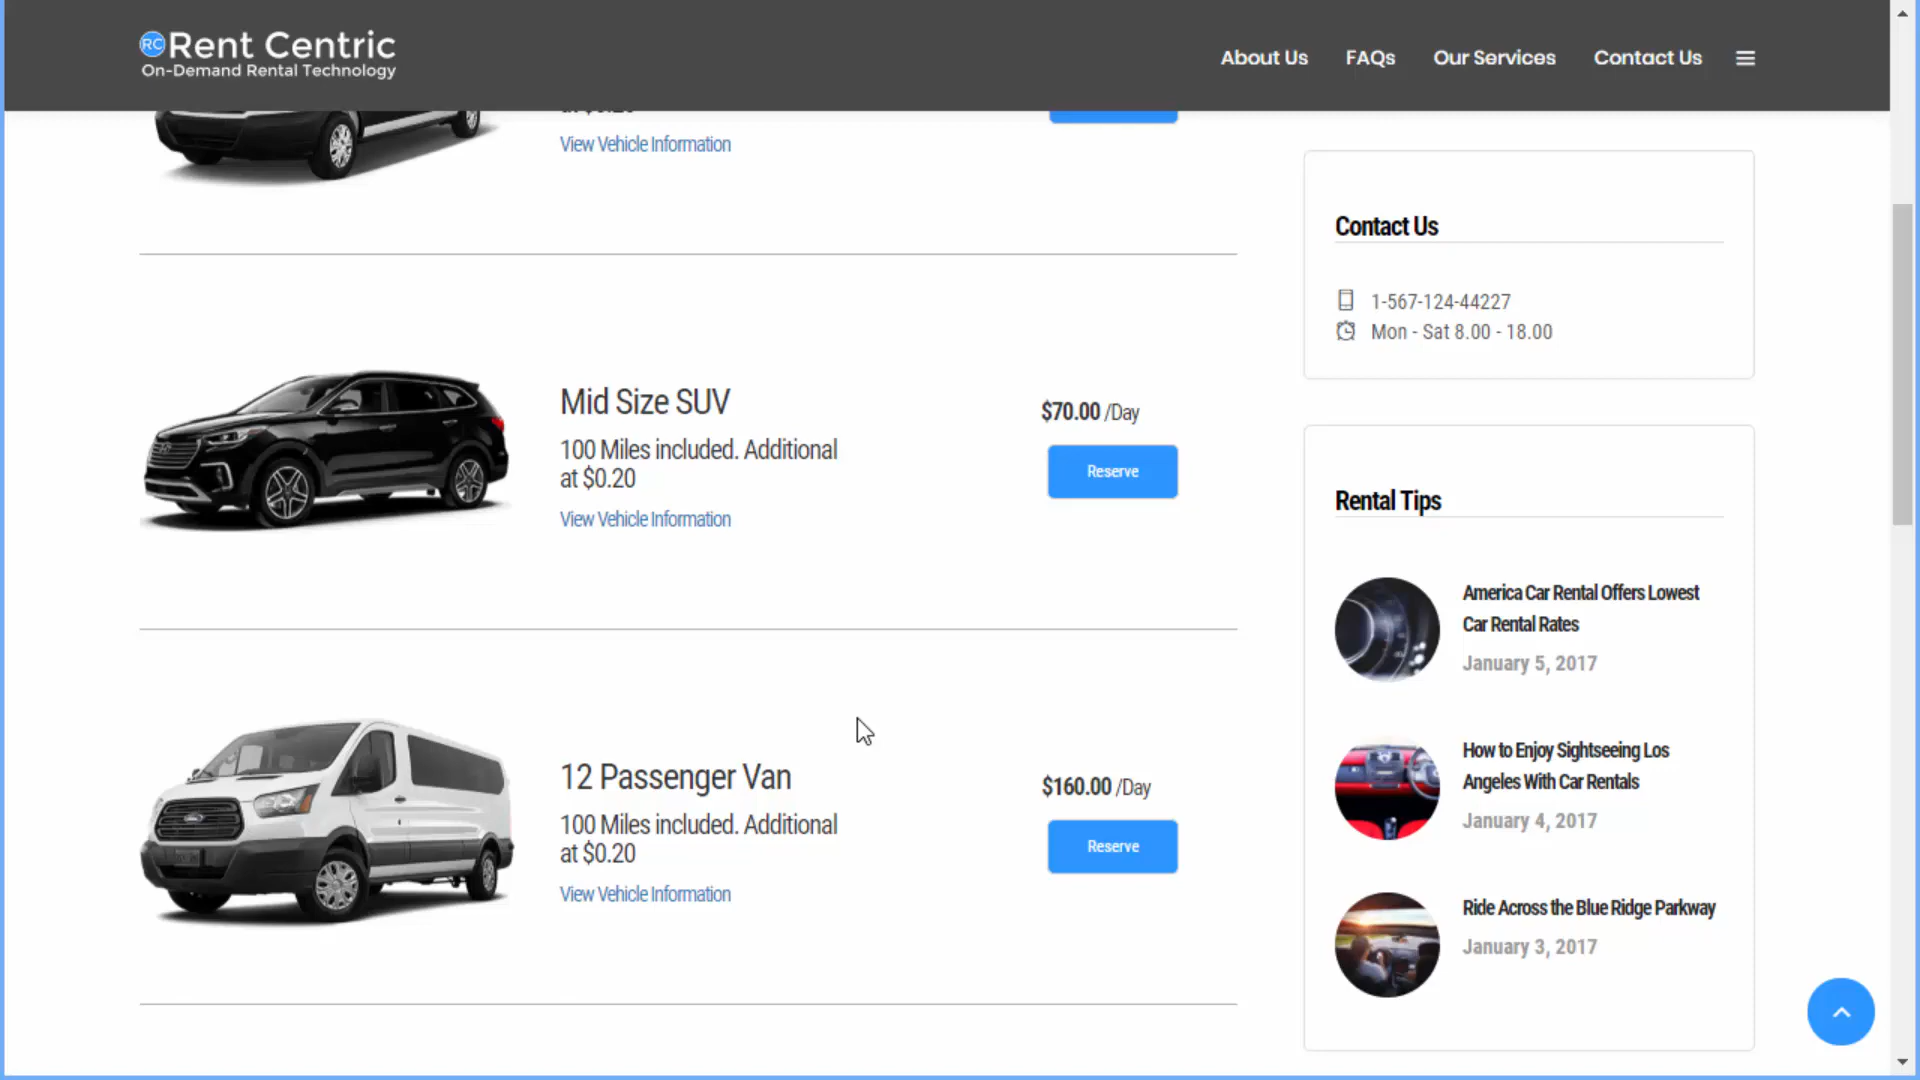 RC Rent Centric
On-Demand Rental Technology
About Us
FAQs
Our Services
Contact Us
View Vehicle Information
Mid Size SUV
100 Miles included. Additional
at $0.20
View Vehicle Information
$70.00 /Day
Reserve
12 Passenger Van
100 Miles included. Additional
at $0.20
View Vehicle Information
$160.00 /Day
Reserve
Contact Us
1-567-124-44227
Mon - Sat 8.00 - 18.00
Rental Tips
America Car Rental Offers Lowest
Car Rental Rates
January 5, 2017
How to Enjoy Sightseeing Los
Angeles With Car Rentals
January 4, 2017
Ride Across the Blue Ridge Parkway
January 3, 2017